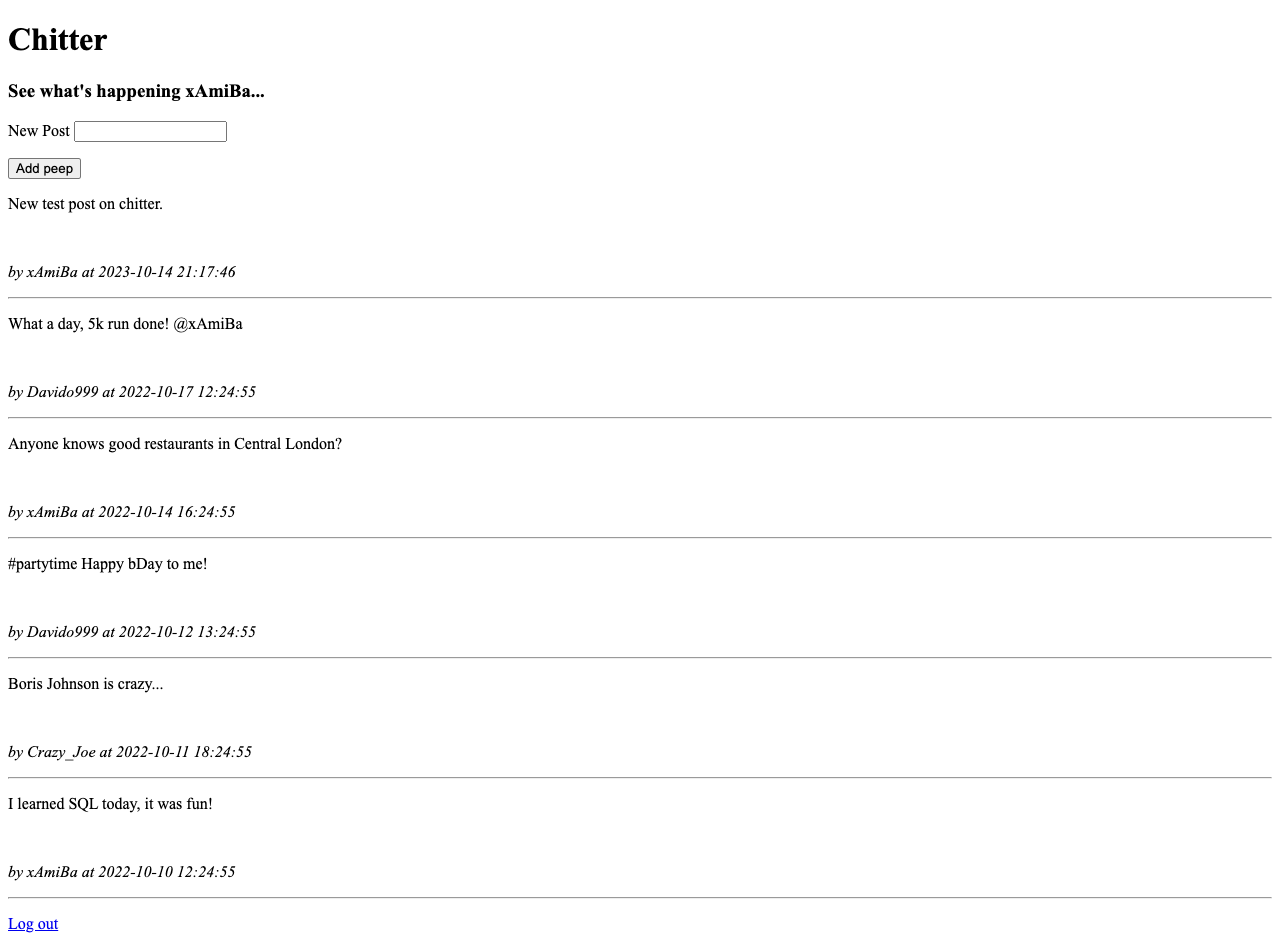 Chitter
See what's happening xAmiBa...
New Post
Add peep
New test post on chitter.
by xAmiBa at 2023-10-14 21:17:46
What a day, 5k run done! @xAmiBa
by Davido999 at 2022-10-17 12:24:55
Anyone knows good restaurants in Central London?
by xAmiBa at 2022-10-14 16:24:55
#partytime Happy bDay to me!
by Davido999 at 2022-10-12 13:24:55
Boris Johnson is crazy...
by Crazy_Joe at 2022-10-11 18:24:55
I learned SQL today, it was fun!
by xAmiBa at 2022-10-10 12:24:55
Log out